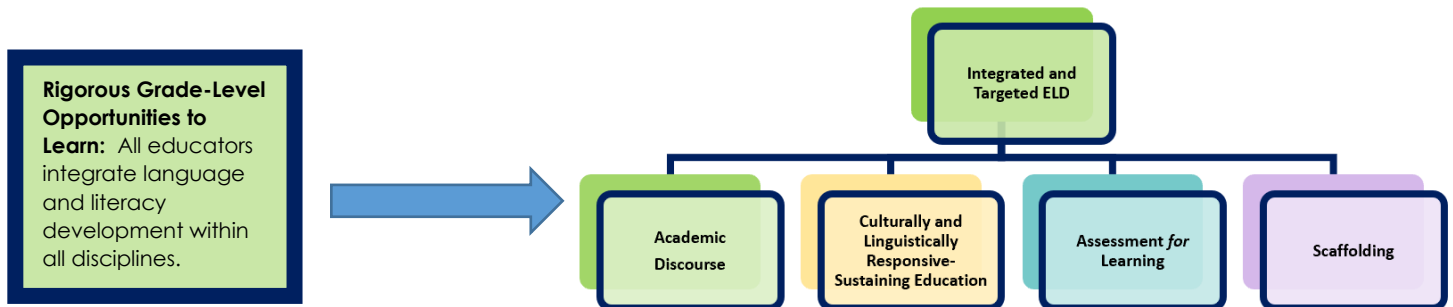 Rigorous Grade-Level
Opportunities to
Learn: All educators
integrate language
and literacy
development within
all disciplines.
Integrated and
Targeted ELD
Academic
Discourse
Culturally and
Linguistically
Responsive-
Sustaining Education
Assessment for
Learning
Scaffolding